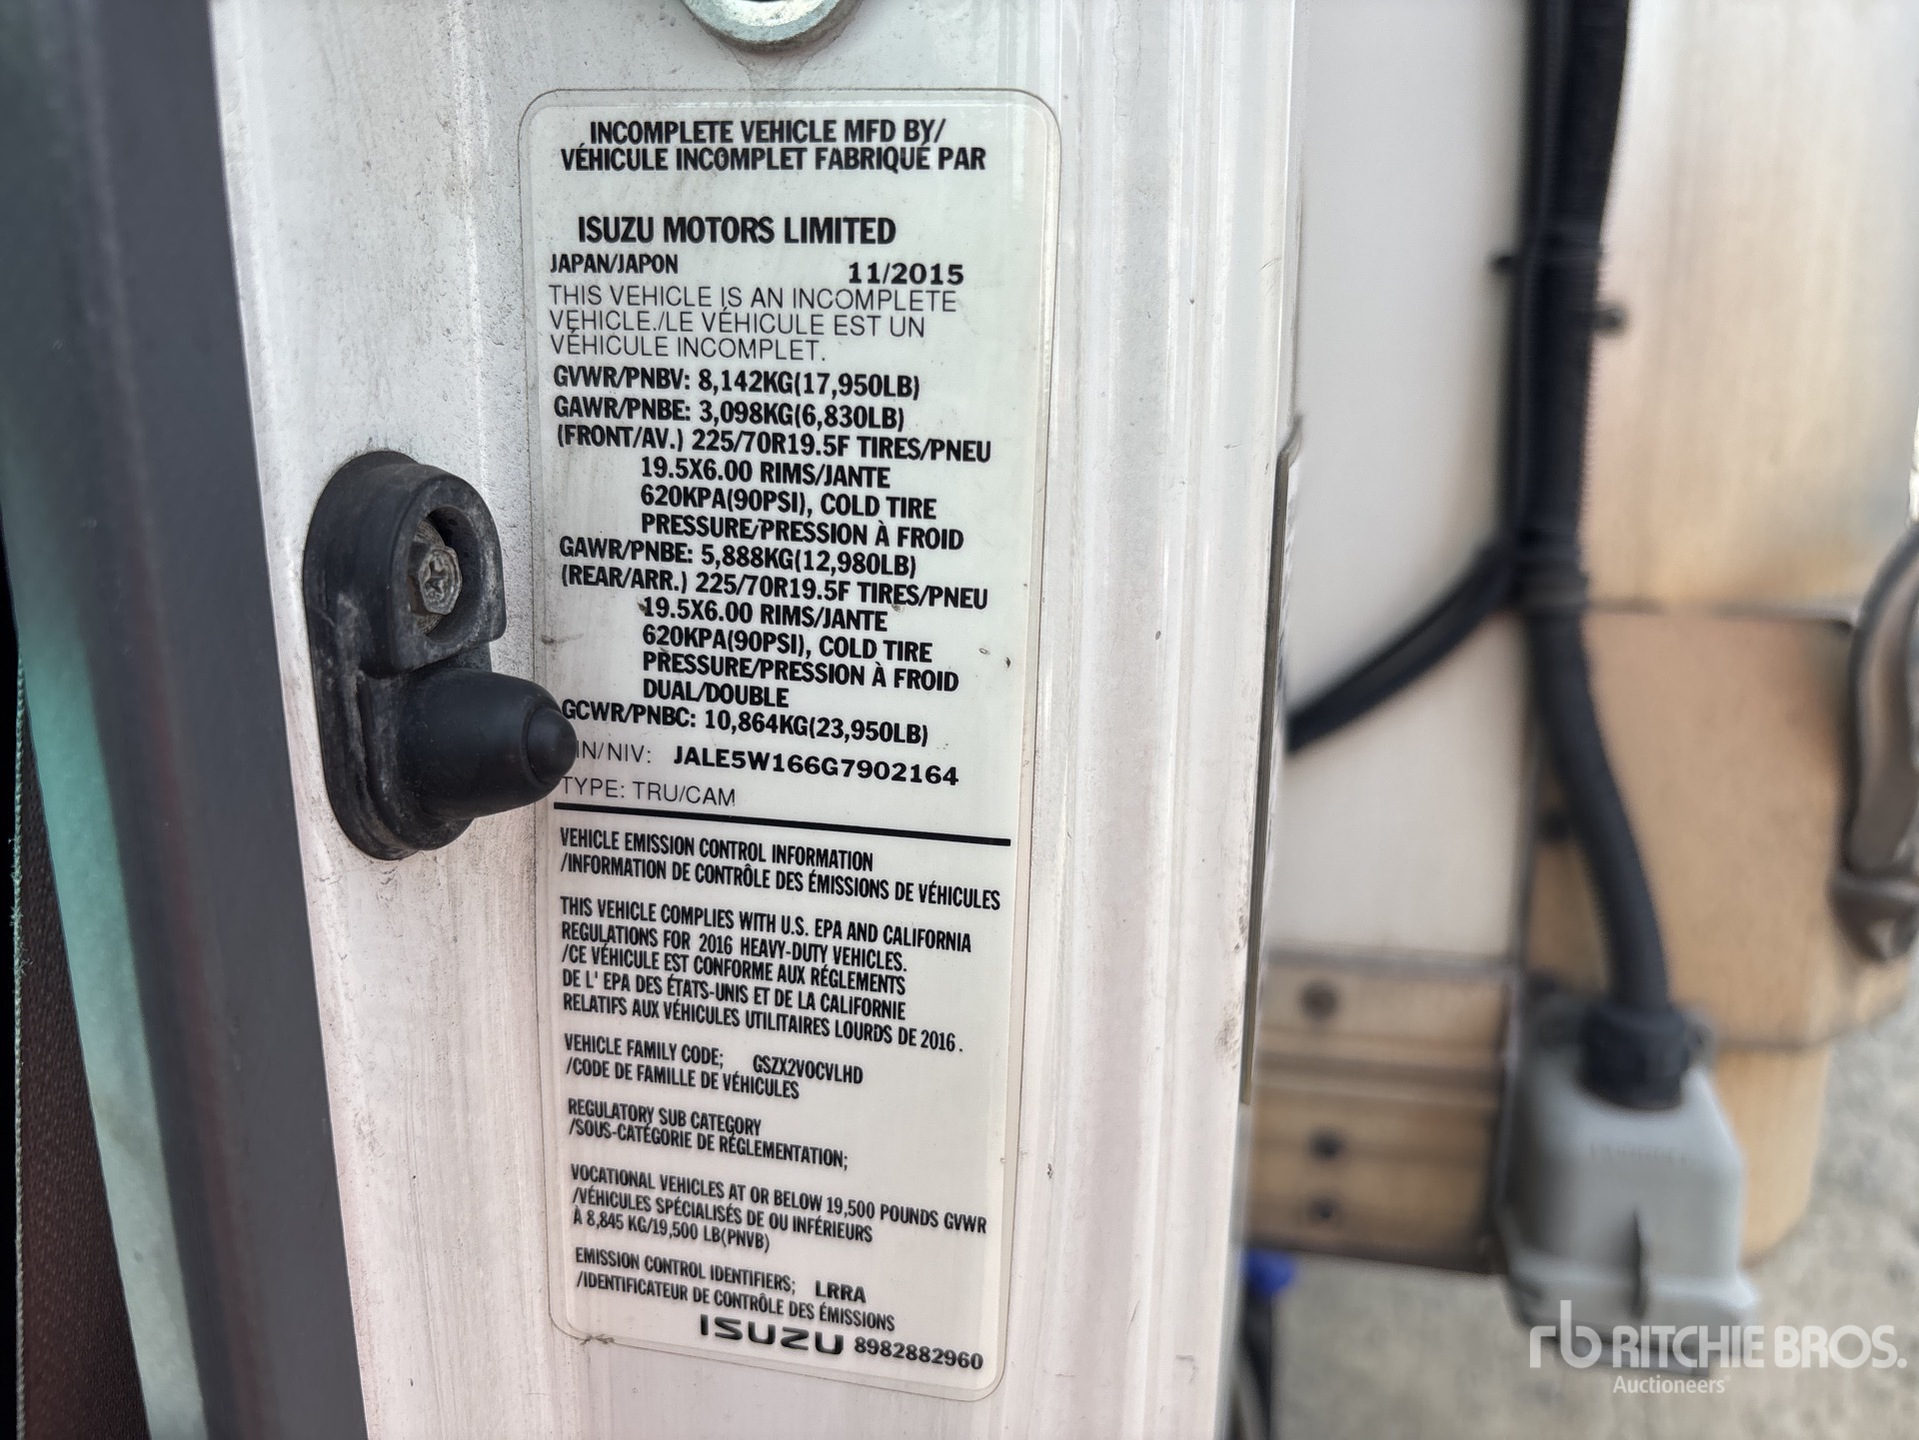 INCOMPLETE VEHICLE MFD BY/
VÉHICULE INCOMPLET FABRIQUÉ PAR
ISUZU MOTORS LIMITED
JAPAN/JAPON 11/2015
THIS VEHICLE IS AN INCOMPLETE
VEHICLE./LE VÉHICULE EST UN
VÉHICULE INCOMPLET.
GVWR/PNBV: 8,142KG(17,950LB)
GAWR/PNBE: 3,098KG(6,830LB)
(FRONT/AV.) 225/70R19.5F TIRES/PNEU
19.5X6.00 RIMS/JANTE
620KPA(90PSI), COLD TIRE
PRESSURE/PRESSION À FROID
GAWR/PNBE: 5,888KG(12,980LB)
(REAR/ARR.) 225/70R19.5F TIRES/PNEU
19.5X6.00 RIMS/JANTE
620KPA(90PSI), COLD TIRE
PRESSURE/PRESSION À FROID
DUAL/DOUBLE
GCWR/PNBC: 10,864KG(23,950LB)
IN/NIV: JALE5W166G7902164
TYPE: TRU/CAM
VEHICLE EMISSION CONTROL INFORMATION
/INFORMATION DE CONTRÔLE DES ÉMISSIONS DE VÉHICULES
THIS VEHICLE COMPLIES WITH U.S. EPA AND CALIFORNIA
REGULATIONS FOR 2016 HEAVY-DUTY VEHICLES.
/CE VÉHICULE EST CONFORME AUX RÉGLEMENTS
DE L' EPA DES ÉTATS-UNIS ET DE LA CALIFORNIE
RELATIFS AUX VÉHICULES UTILITAIRES LOURDS DE 2016.
VEHICLE FAMILY CODE; GSZX2VOCVLHD
/CODE DE FAMILLE DE VÉHICULES
REGULATORY SUB CATEGORY
/SOUS-CATÉGORIE DE RÉGLEMENTATION;
VOCATIONAL VEHICLES AT OR BELOW 19,500 POUNDS GVWR
/VÉHICULES SPÉCIALISÉS DE OU INFÉRIEURS
À 8,845 KG/19,500 LB(PNVB)
EMISSION CONTROL IDENTIFIERS; LRRA
/IDENTIFICATEUR DE CONTRÔLE DES ÉMISSIONS
ISUZU 8982882960
rb RITCHIE BROS.
Auctioneers